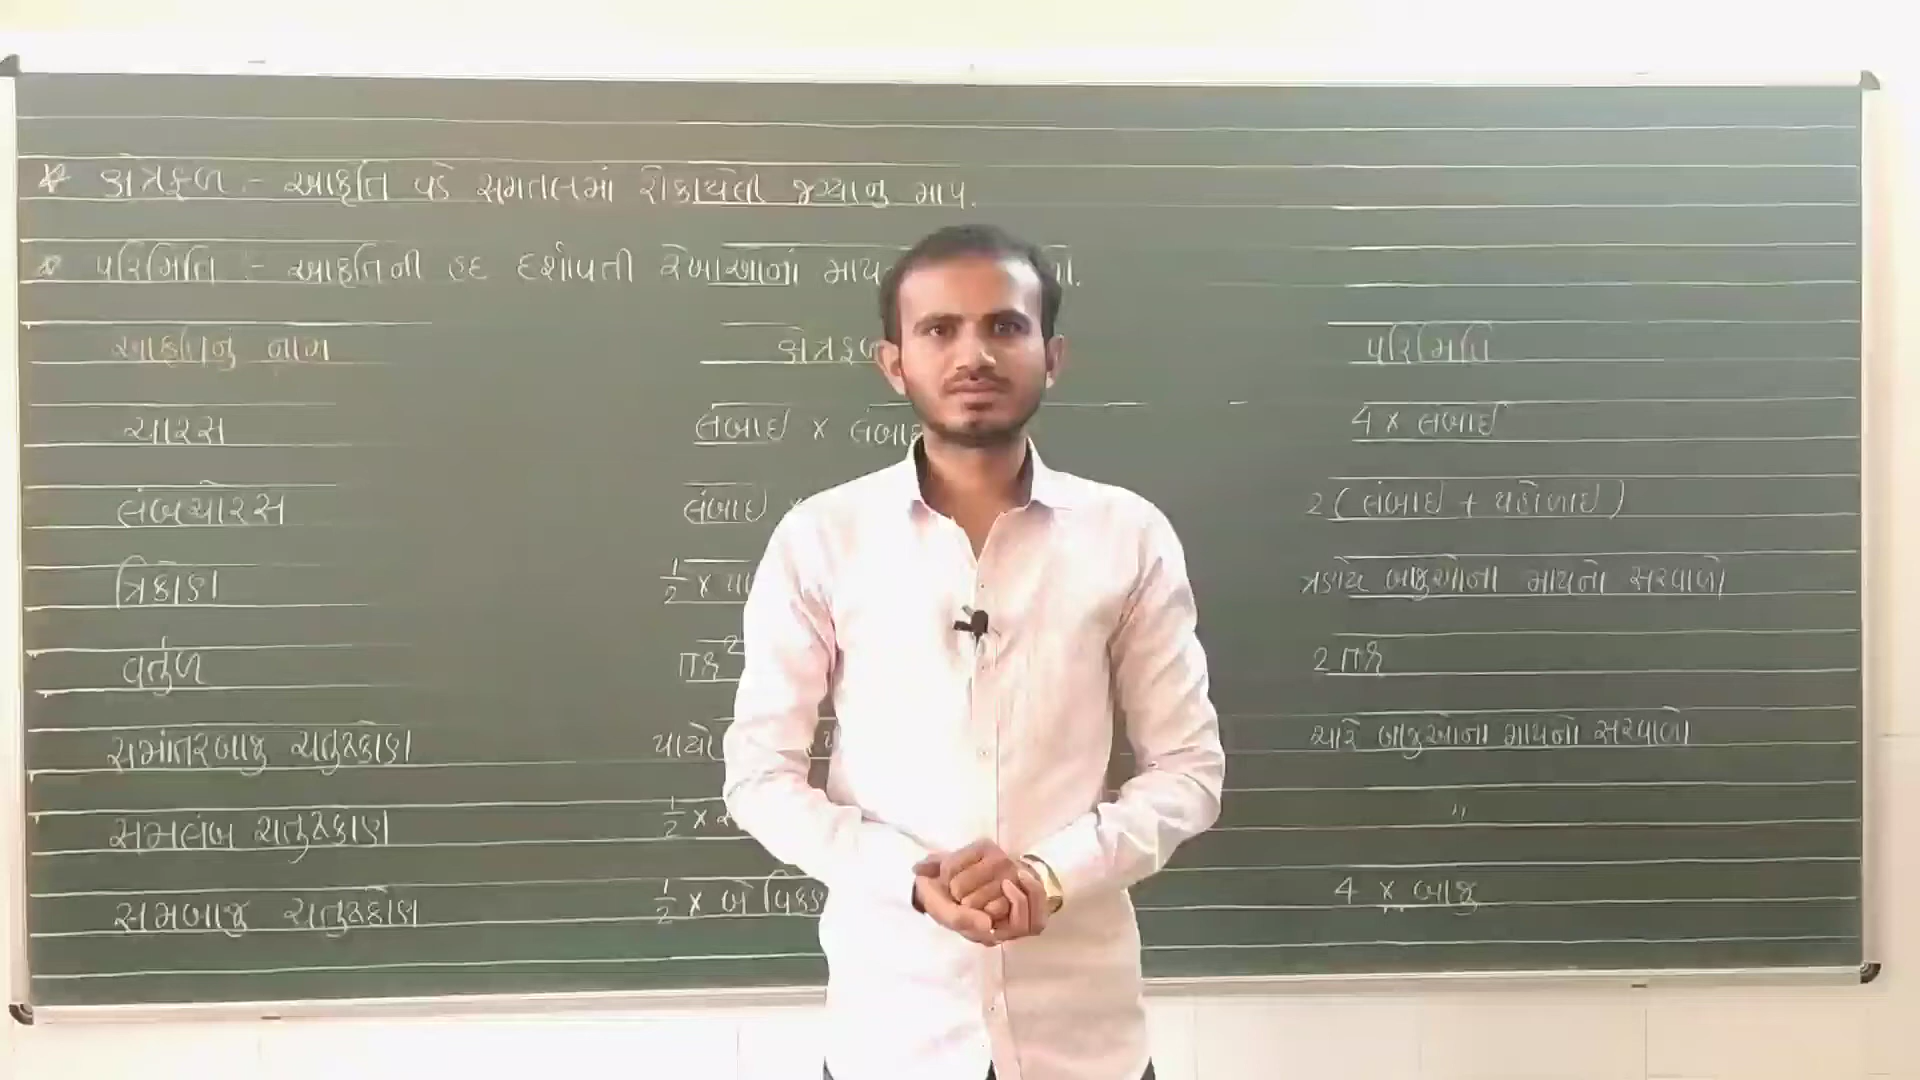 * ક્ષેત્રફળ :- આકૃતિ વડે સમતલમાં રોકાયેલી જગ્યાનું માપ.
* પરિમિતિ :- આકૃતિની હદ દર્શાવતી રેખાઓનાં માપ
આકૃતિનું નામ ક્ષેત્રફળ પરિમિતિ
ચોરસ લંબાઇ × લંબાઇ 4 × લંબાઇ
લંબચોરસ લંબાઇ 2 ( લંબાઇ + પહોળાઇ )
ત્રિકોણ 1/2 × પા ત્રણેય બાજુઓના માપનો સરવાળો
વર્તુળ πr² 2πr
સમાંતરબાજુ ચતુષ્કોણ પાયો ચારે બાજુઓના માપનો સરવાળો
સમલંબ ચતુષ્કોણ 1/2 × "
સમબાજુ ચતુષ્કોણ 1/2 × બે વિકર્ણ 4 × બાજુ